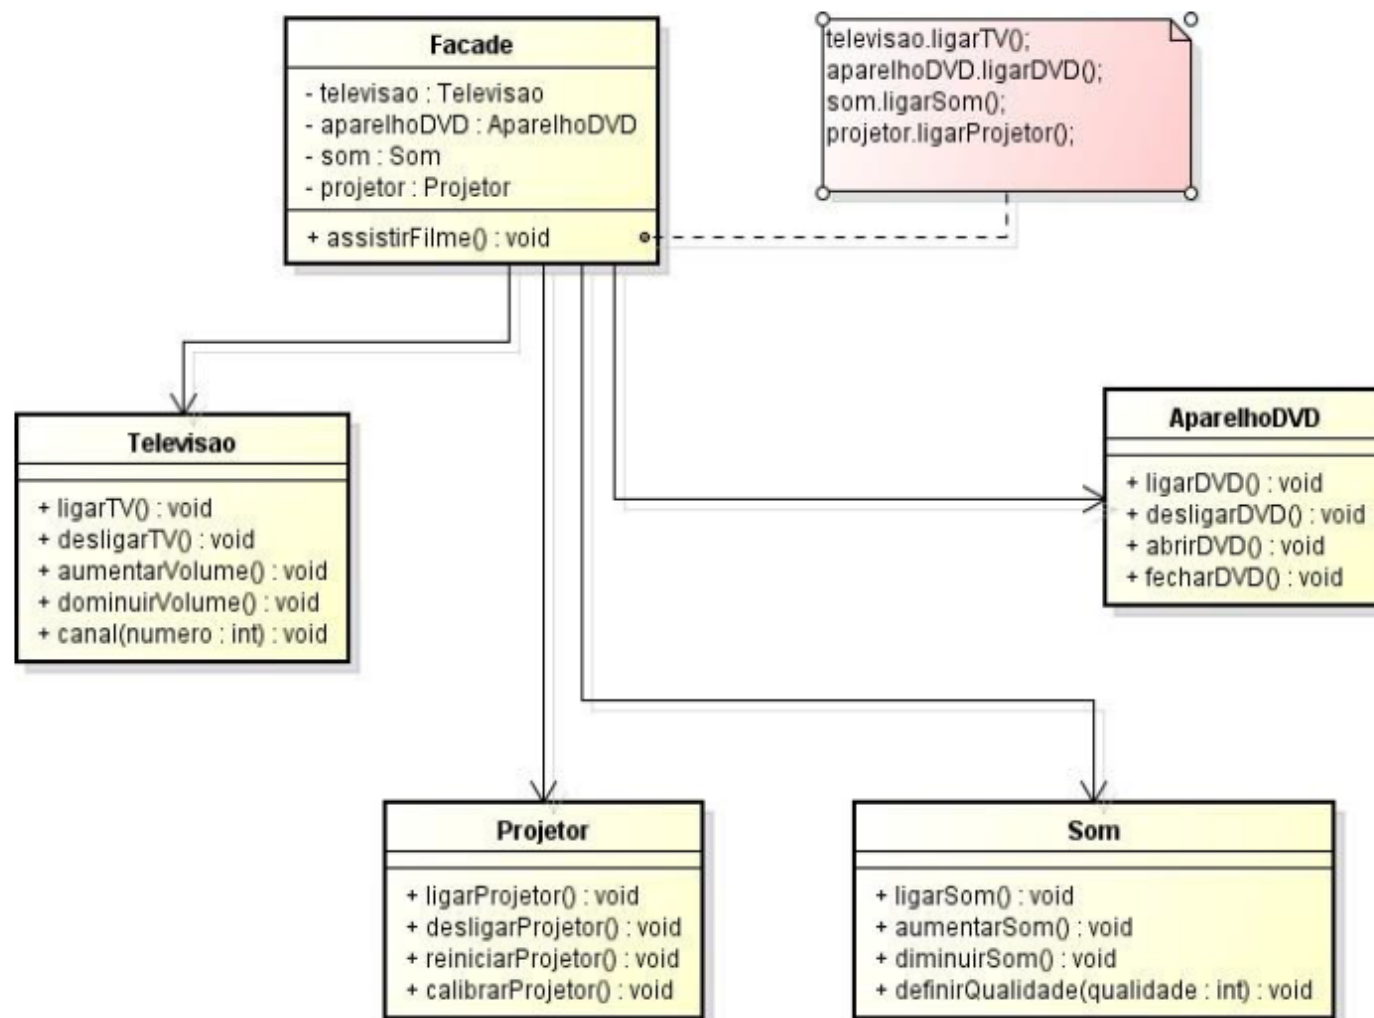 Facade
- televisao : Televisao
- aparelhoDVD : AparelhoDVD
- som : Som
- projetor : Projetor
+ assistirFilme() : void
televisao.ligarTV();
aparelhoDVD.ligarDVD();
som.ligarSom();
projetor.ligarProjetor();
Televisao
+ ligarTV() : void
+ desligarTV() : void
+ aumentarVolume() : void
+ dominuirVolume() : void
+ canal(numero : int) : void
AparelhoDVD
+ ligarDVD() : void
+ desligarDVD() : void
+ abrirDVD() : void
+ fecharDVD() : void
Projetor
+ ligarProjetor() : void
+ desligarProjetor() : void
+ reiniciarProjetor() : void
+ calibrarProjetor() : void
Som
+ ligarSom() : void
+ aumentarSom() : void
+ diminuirSom() : void
+ definirQualidade(qualidade : int) : void